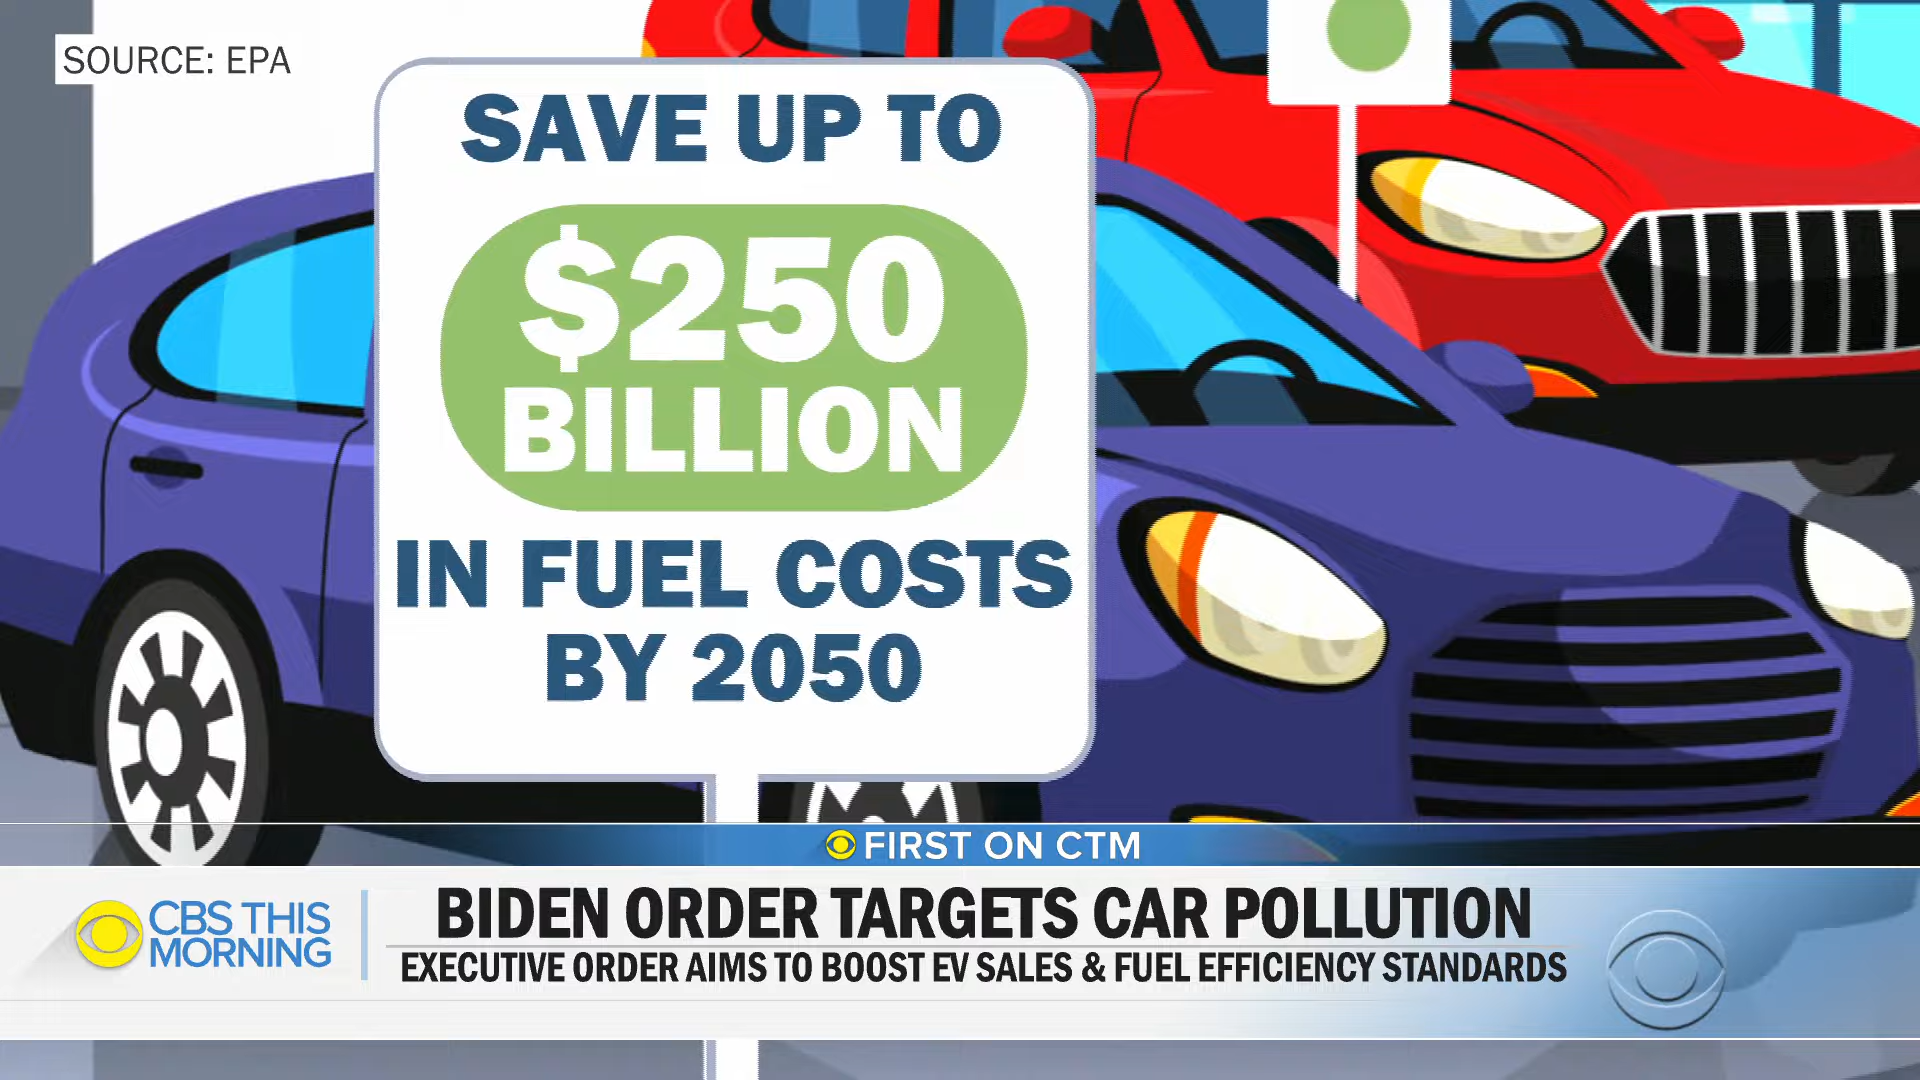 SOURCE: EPA
SAVE UP TO
$250
BILLION
IN FUEL COSTS
BY 2050
FIRST ON CTM
CBS THIS
MORNING
BIDEN ORDER TARGETS CAR POLLUTION
EXECUTIVE ORDER AIMS TO BOOST EV SALES & FUEL EFFICIENCY STANDARDS